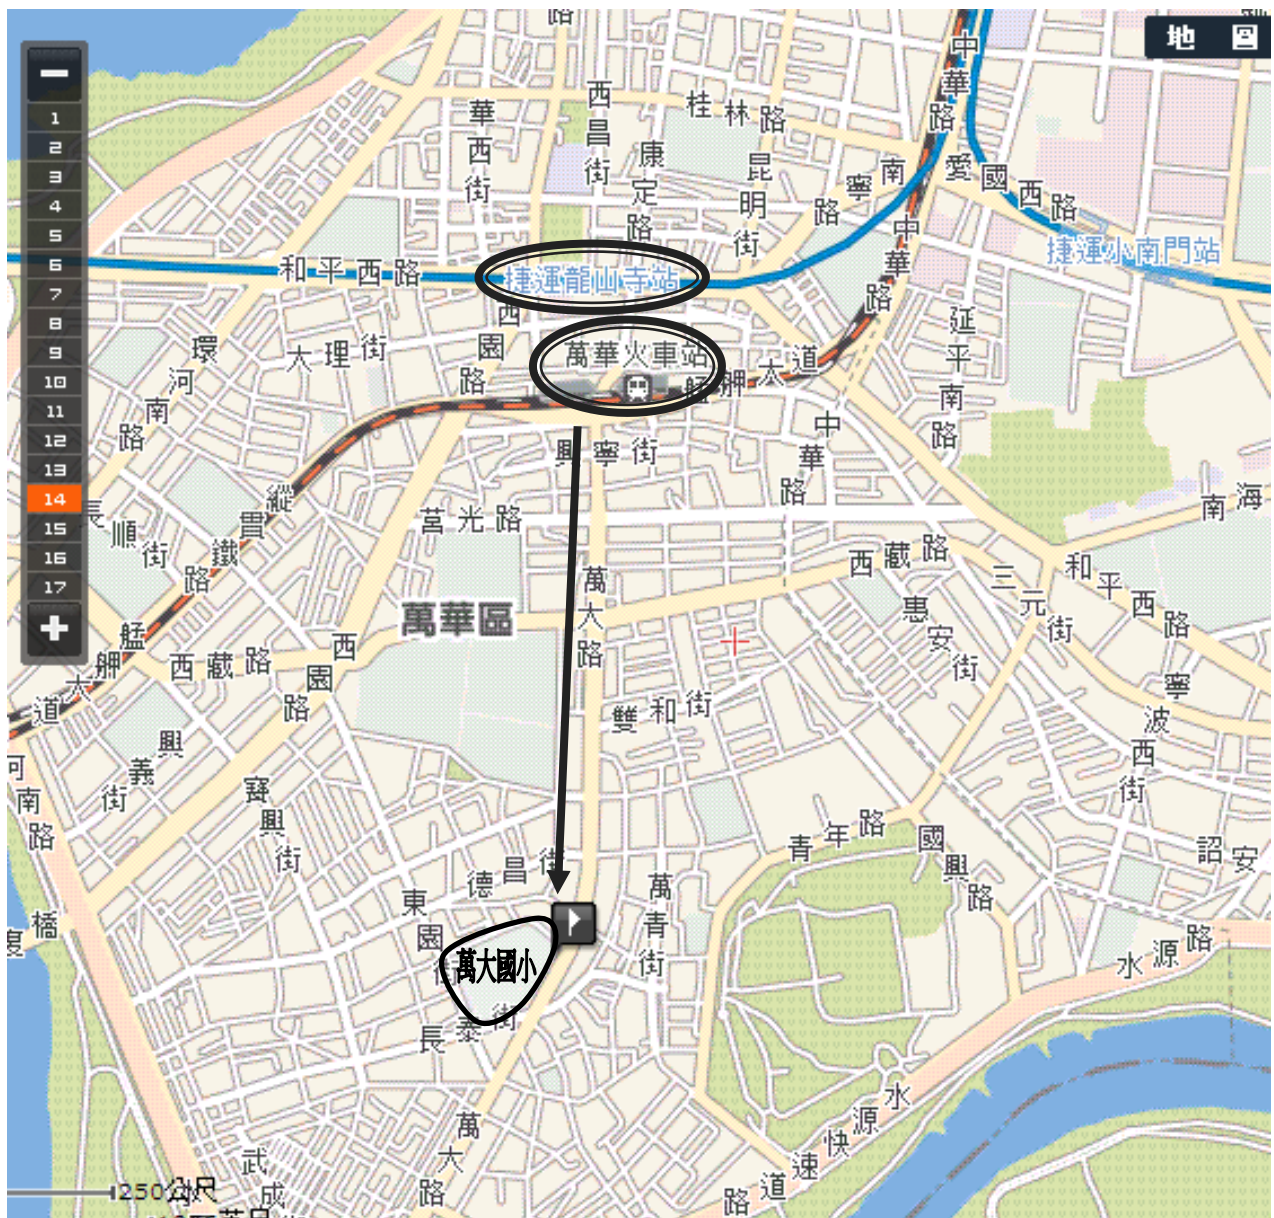 地 圖
1
2
3
4
5
6
7
8
9
10
11
12
13
14
15
16
17
中華路
西昌街
桂林路
華西街
康定路
昆明街
南寧路
愛國西路
捷運小南門站
中華路
和平西路
捷運龍山寺站
西園路
萬華火車站
艋舺大道
環河南路
大理街
延平南路
中華路
興寧街
莒光路
南海
長順街
縱貫鐵路
西藏路
三元街
和平西路
惠安街
萬大路
萬華區
艋舺大道
西藏路
西園路
雙和街
寧波西街
興義街
寶興街
河南路
青年路
國興路
詔安
德昌街
東園街
萬青街
萬大國小
長泰街
橋
水源路
水源快速道路
萬大路
武成
250公尺